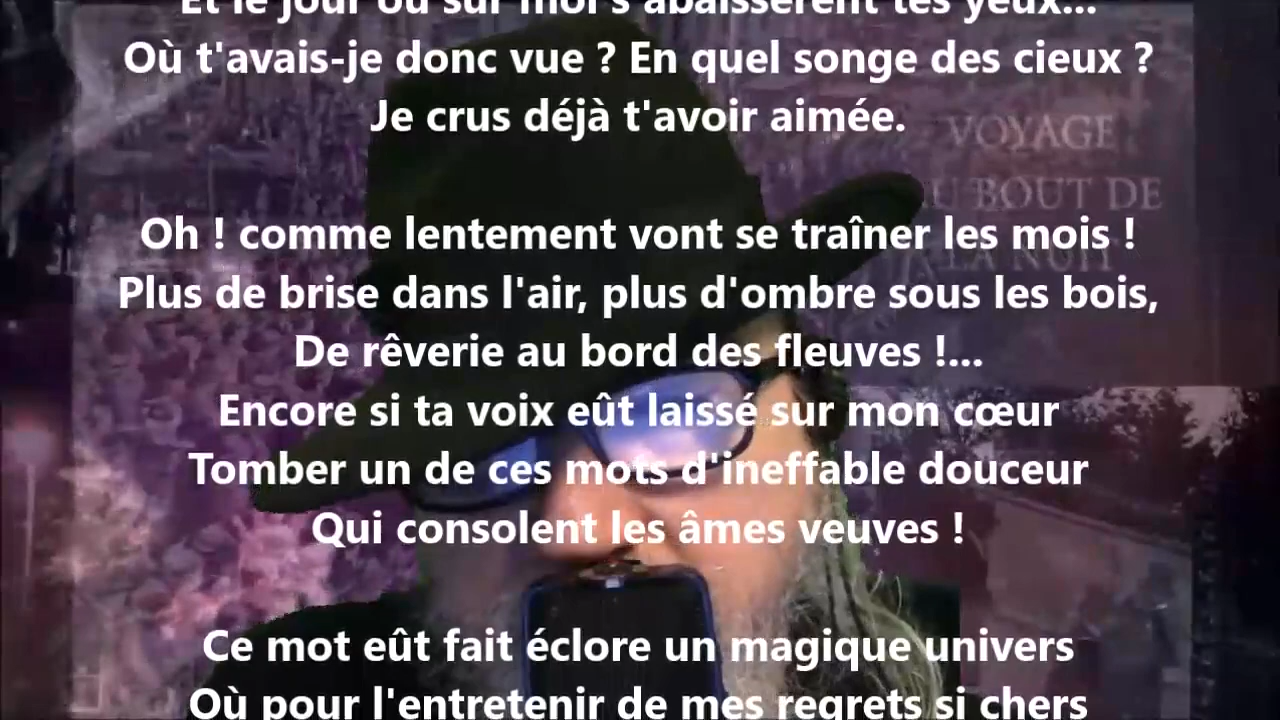 Et le jour où sur moi s'abaissèrent tes yeux...
Où t'avais-je donc vue ? En quel songe des cieux ?
Je crus déjà t'avoir aimée.
VOYAGE
AU BOUT DE
LA NUIT
Oh ! comme lentement vont se traîner les mois !
Plus de brise dans l'air, plus d'ombre sous les bois,
De rêverie au bord des fleuves !...
Encore si ta voix eût laissé sur mon cœur
Tomber un de ces mots d'ineffable douceur
Qui consolent les âmes veuves !
Ce mot eût fait éclore un magique univers
Où pour l'entretenir de mes regrets si chers